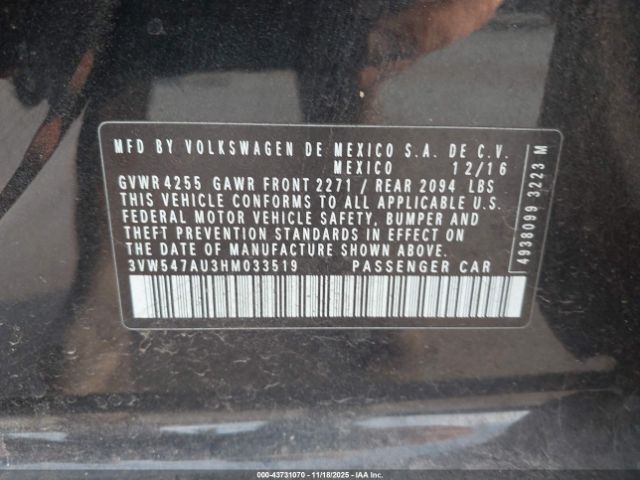 MFD BY VOLKSWAGEN DE MEXICO S.A. DE C.V.
MEXICO 12/16
GVWR 4255 GAWR FRONT 2271 / REAR 2094 LBS
THIS VEHICLE CONFORMS TO ALL APPLICABLE U.S.
FEDERAL MOTOR VEHICLE SAFETY, BUMPER AND
THEFT PREVENTION STANDARDS IN EFFECT ON
THE DATE OF MANUFACTURE SHOWN ABOVE.
3VW547AU3HM033519 PASSENGER CAR
4938099 3223 M
000-43731070 11/18/2025 IAAI.COM